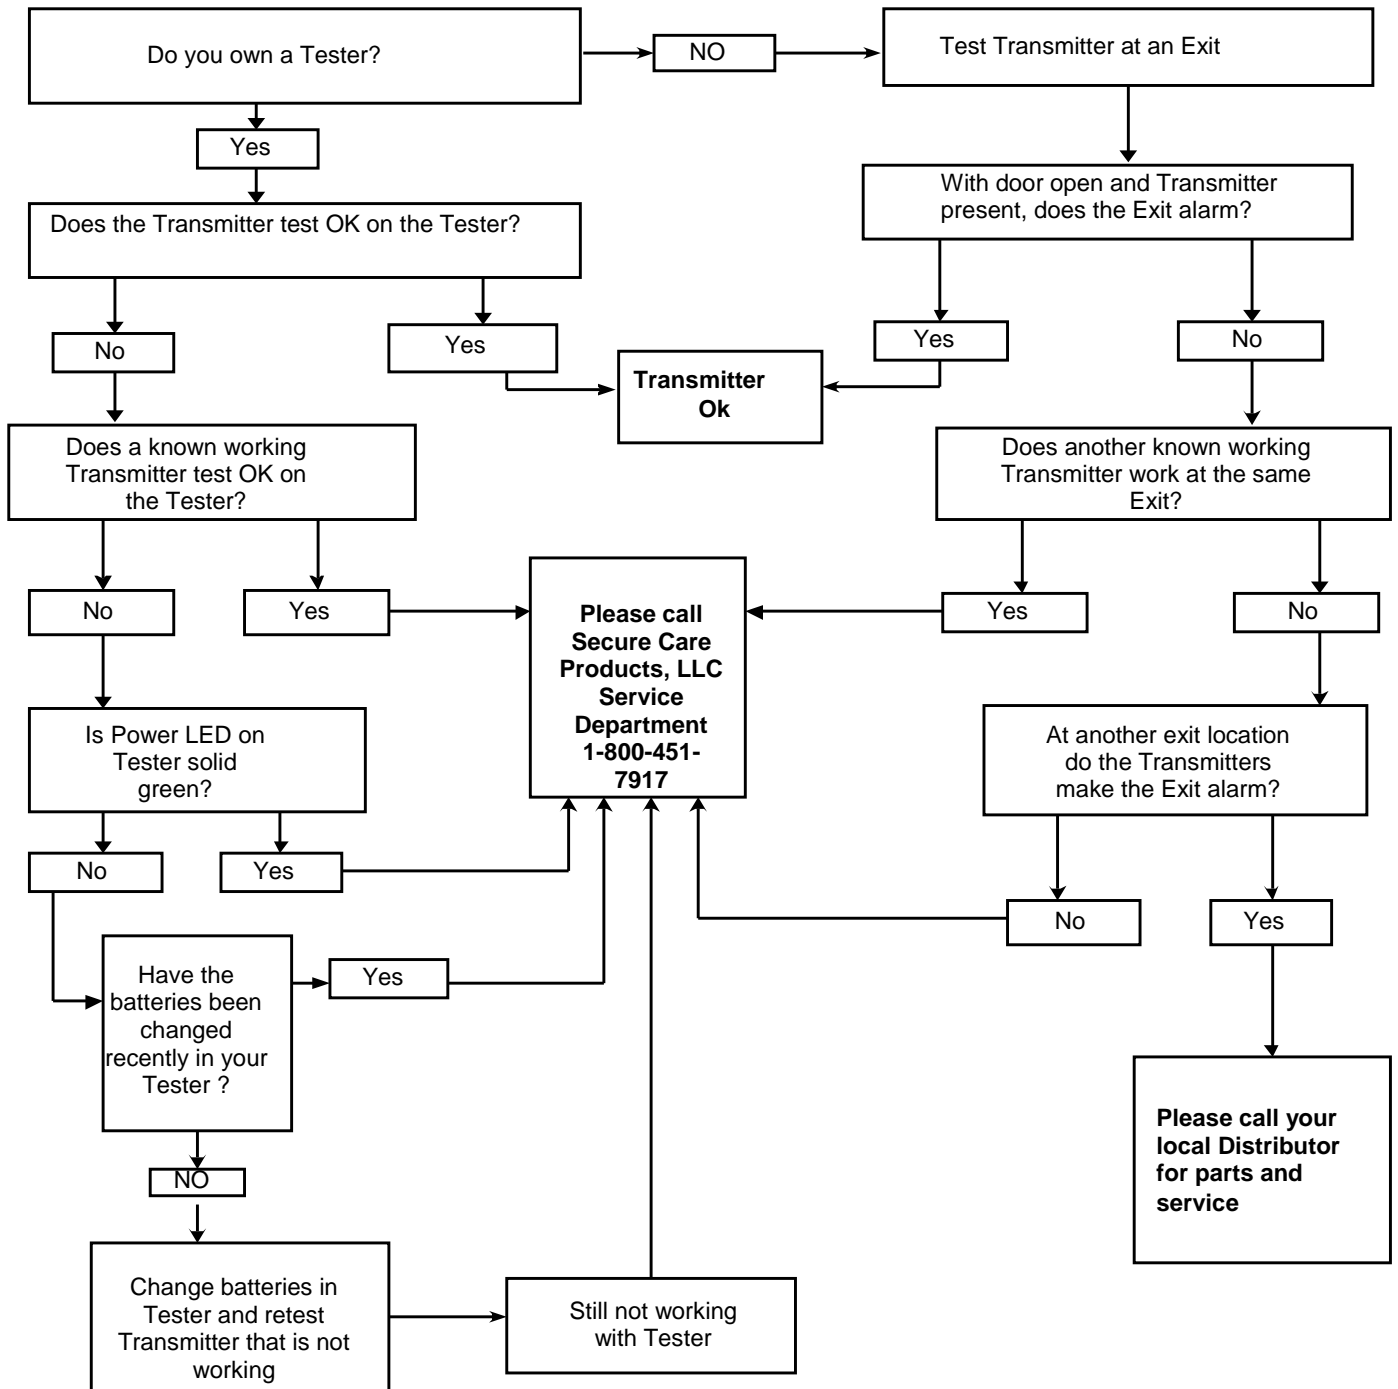 Do you own a Tester?
NO
Test Transmitter at an Exit
Yes
With door open and Transmitter
present, does the Exit alarm?
Does the Transmitter test OK on the Tester?
No
Yes
Yes
No
Transmitter
Ok
Does a known working
Transmitter test OK on
the Tester?
Does another known working
Transmitter work at the same
Exit?
No
Yes
Please call
Secure Care
Products, LLC
Service
Department
1-800-451-
7917
Yes
No
Is Power LED on
Tester solid
green?
At another exit location
do the Transmitters
make the Exit alarm?
No
Yes
No
Yes
Have the
batteries been
changed
recently in your
Tester ?
Yes
NO
Please call your
local Distributor
for parts and
service
Change batteries in
Tester and retest
Transmitter that is not
working
Still not working
with Tester